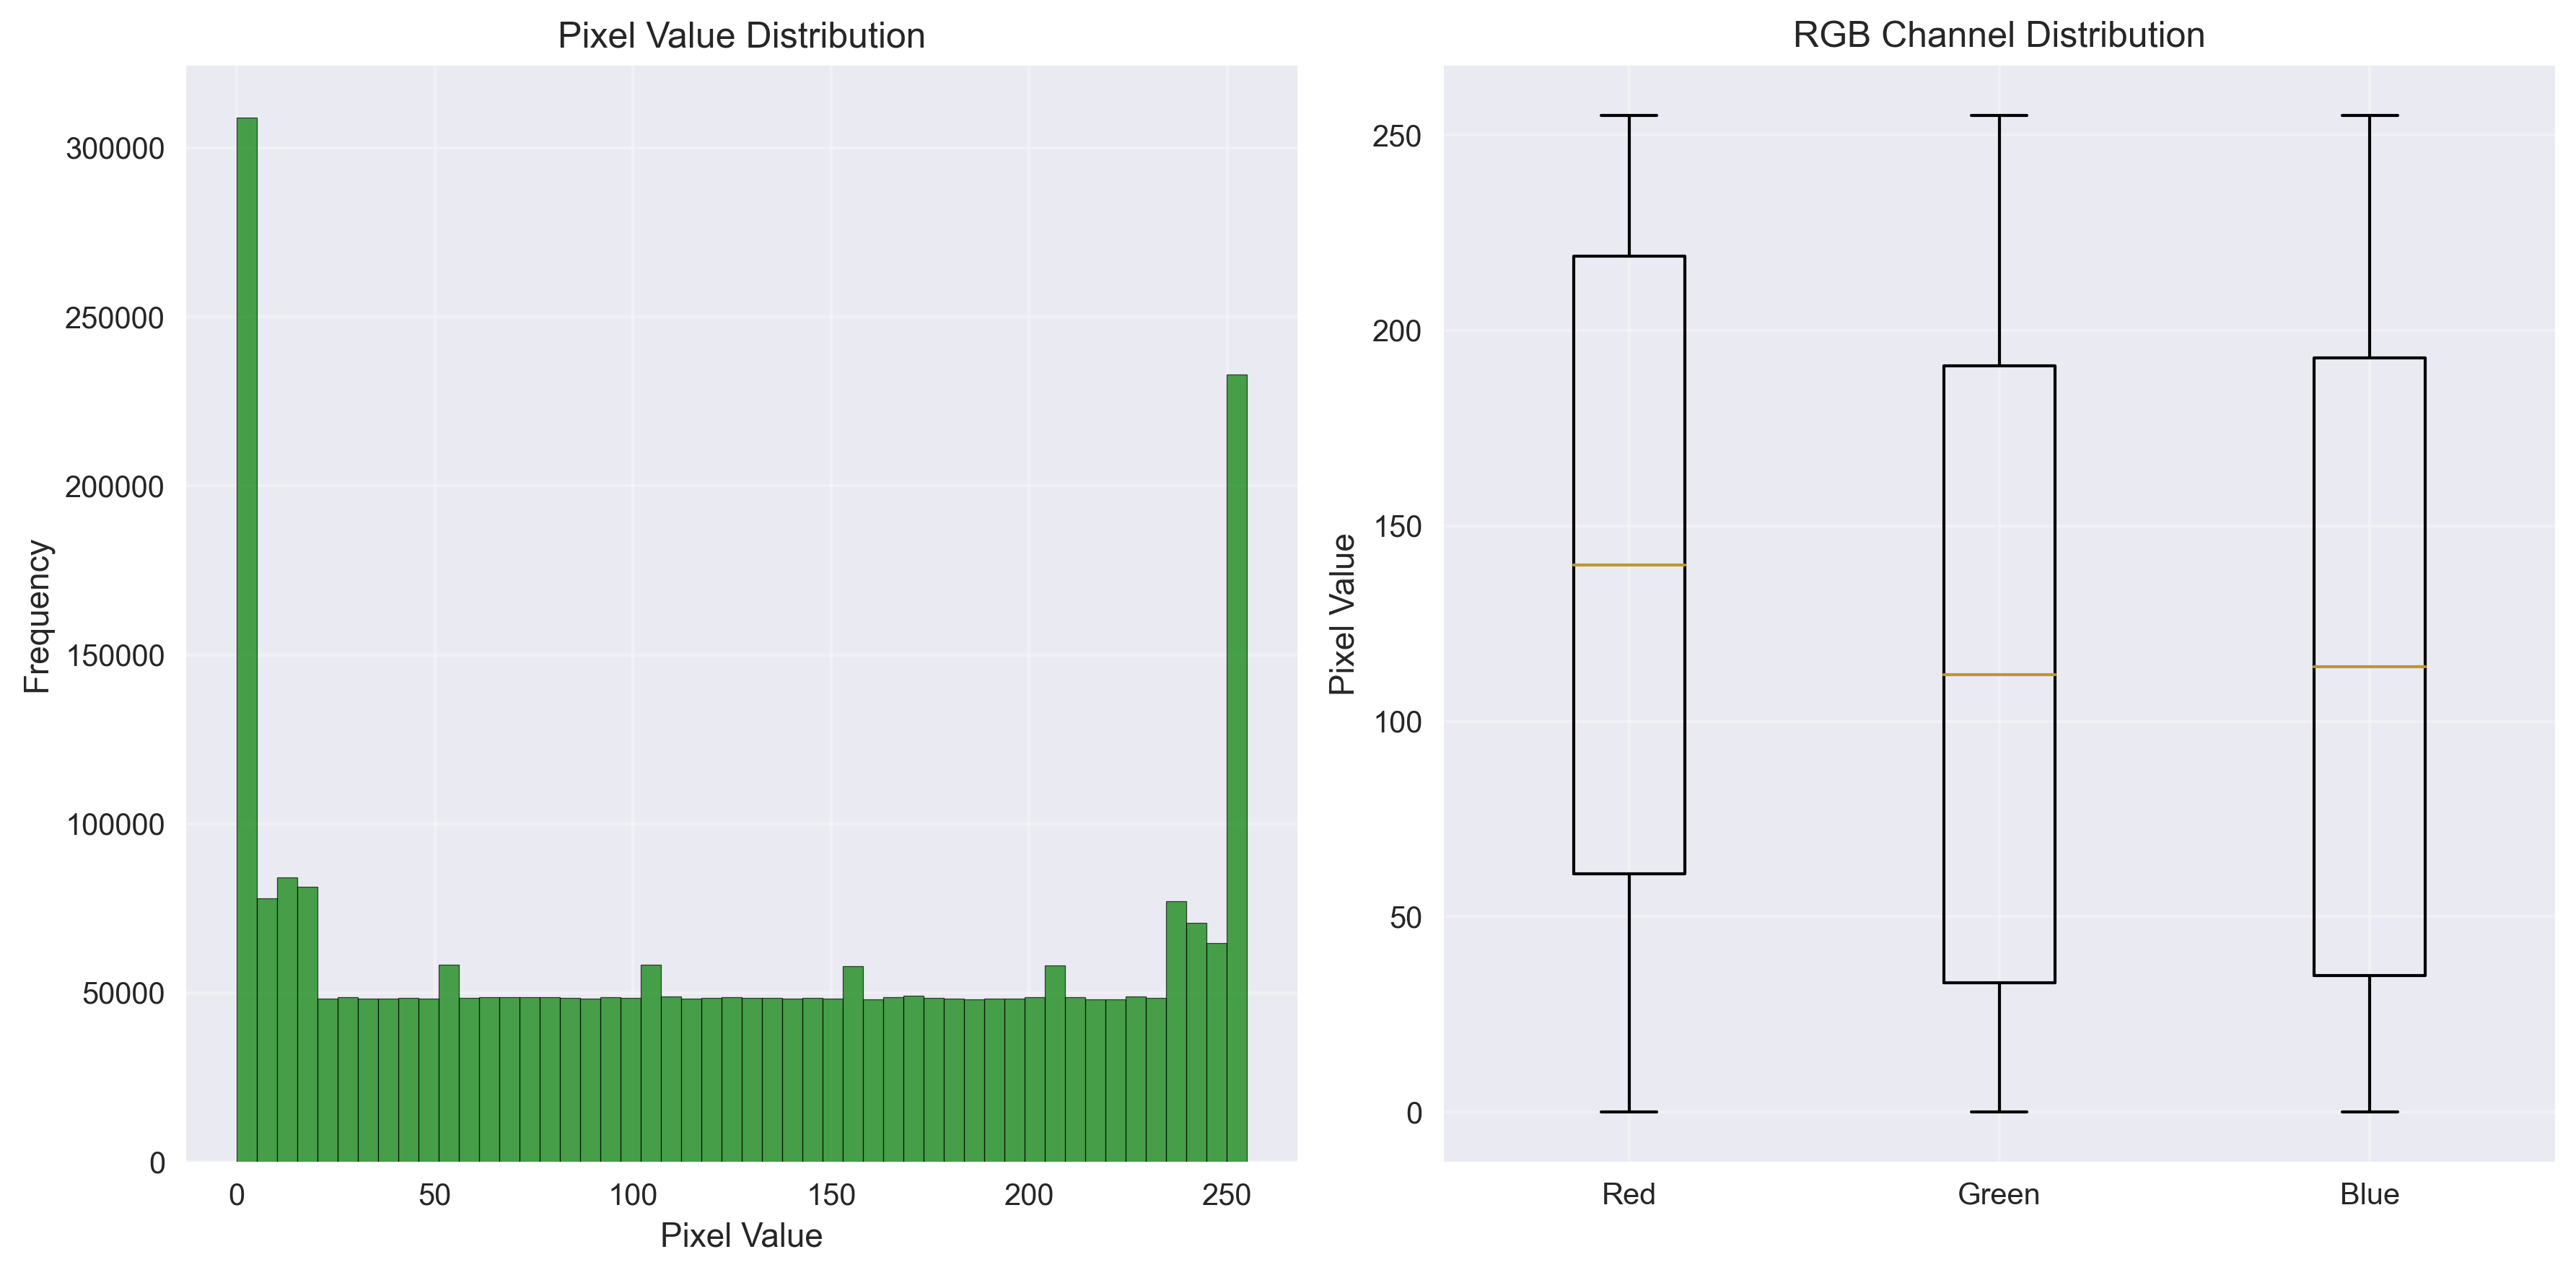 Pixel Value Distribution
300000
250000
200000
150000
100000
50000
0
Frequency
0 50 100 150 200 250
Pixel Value
RGB Channel Distribution
250
200
150
100
50
0
Pixel Value
Red Green Blue